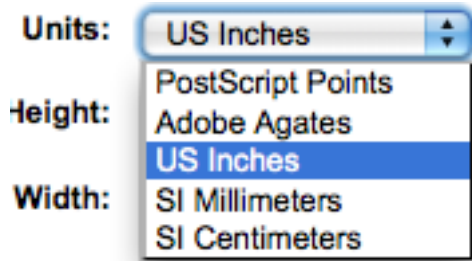 Units: US Inches
PostScript Points
Height: Adobe Agates
US Inches
Width: SI Millimeters
SI Centimeters